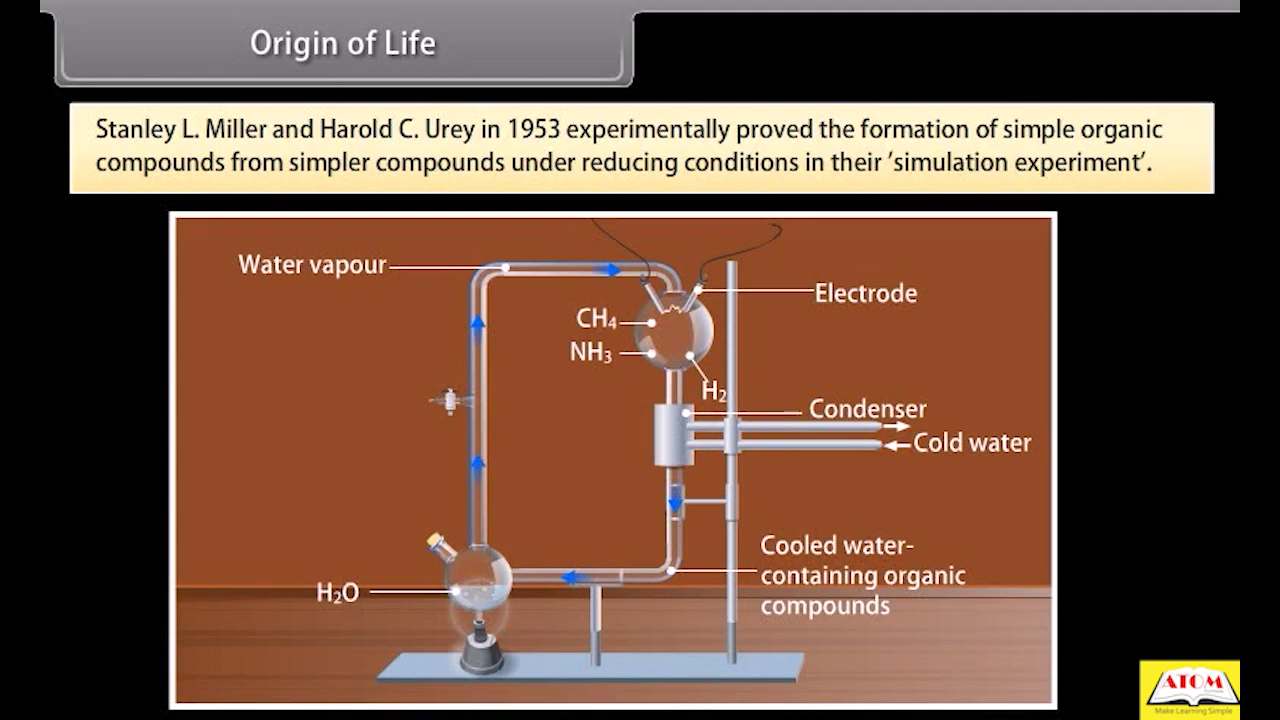 Origin of Life
Stanley L. Miller and Harold C. Urey in 1953 experimentally proved the formation of simple organic
compounds from simpler compounds under reducing conditions in their 'simulation experiment'.
Water vapour
Electrode
CH₄
NH₃
H₂
Condenser
Cold water
Cooled water-
containing organic
compounds
H₂O
ATOM
Make Learning Simple